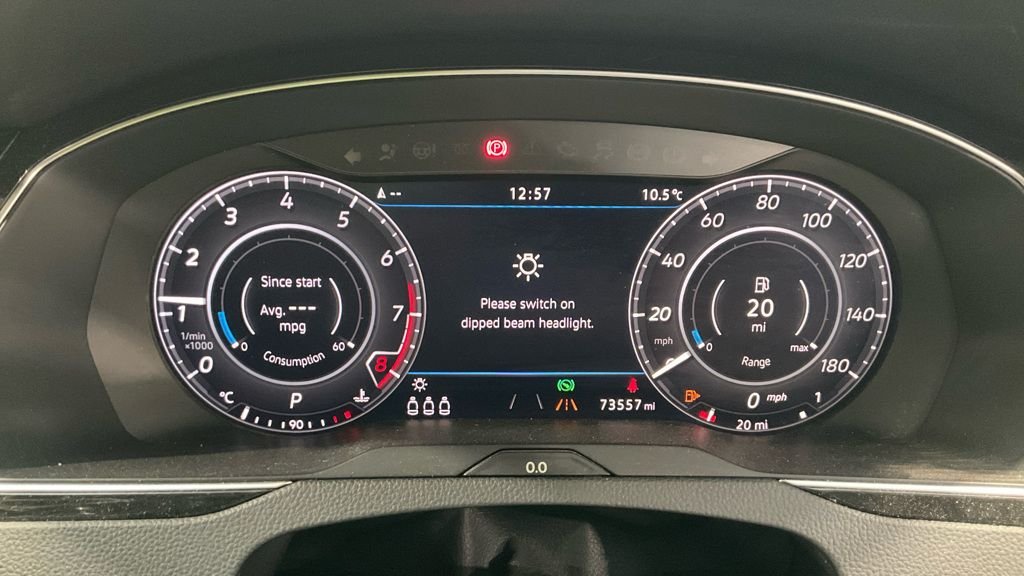 -- 12:57 10.5°C
0 1 2 3 4 5 6 7 8
1/min
x1000
Since start
Avg. ---
mpg
0 60
Consumption
P
°C
90
Please switch on
dipped beam headlight.
73557 mi
0 20 40 60 80 100 120 140 180
mph
20
mi
0 max
Range
0 mph
1
20 mi
0.0